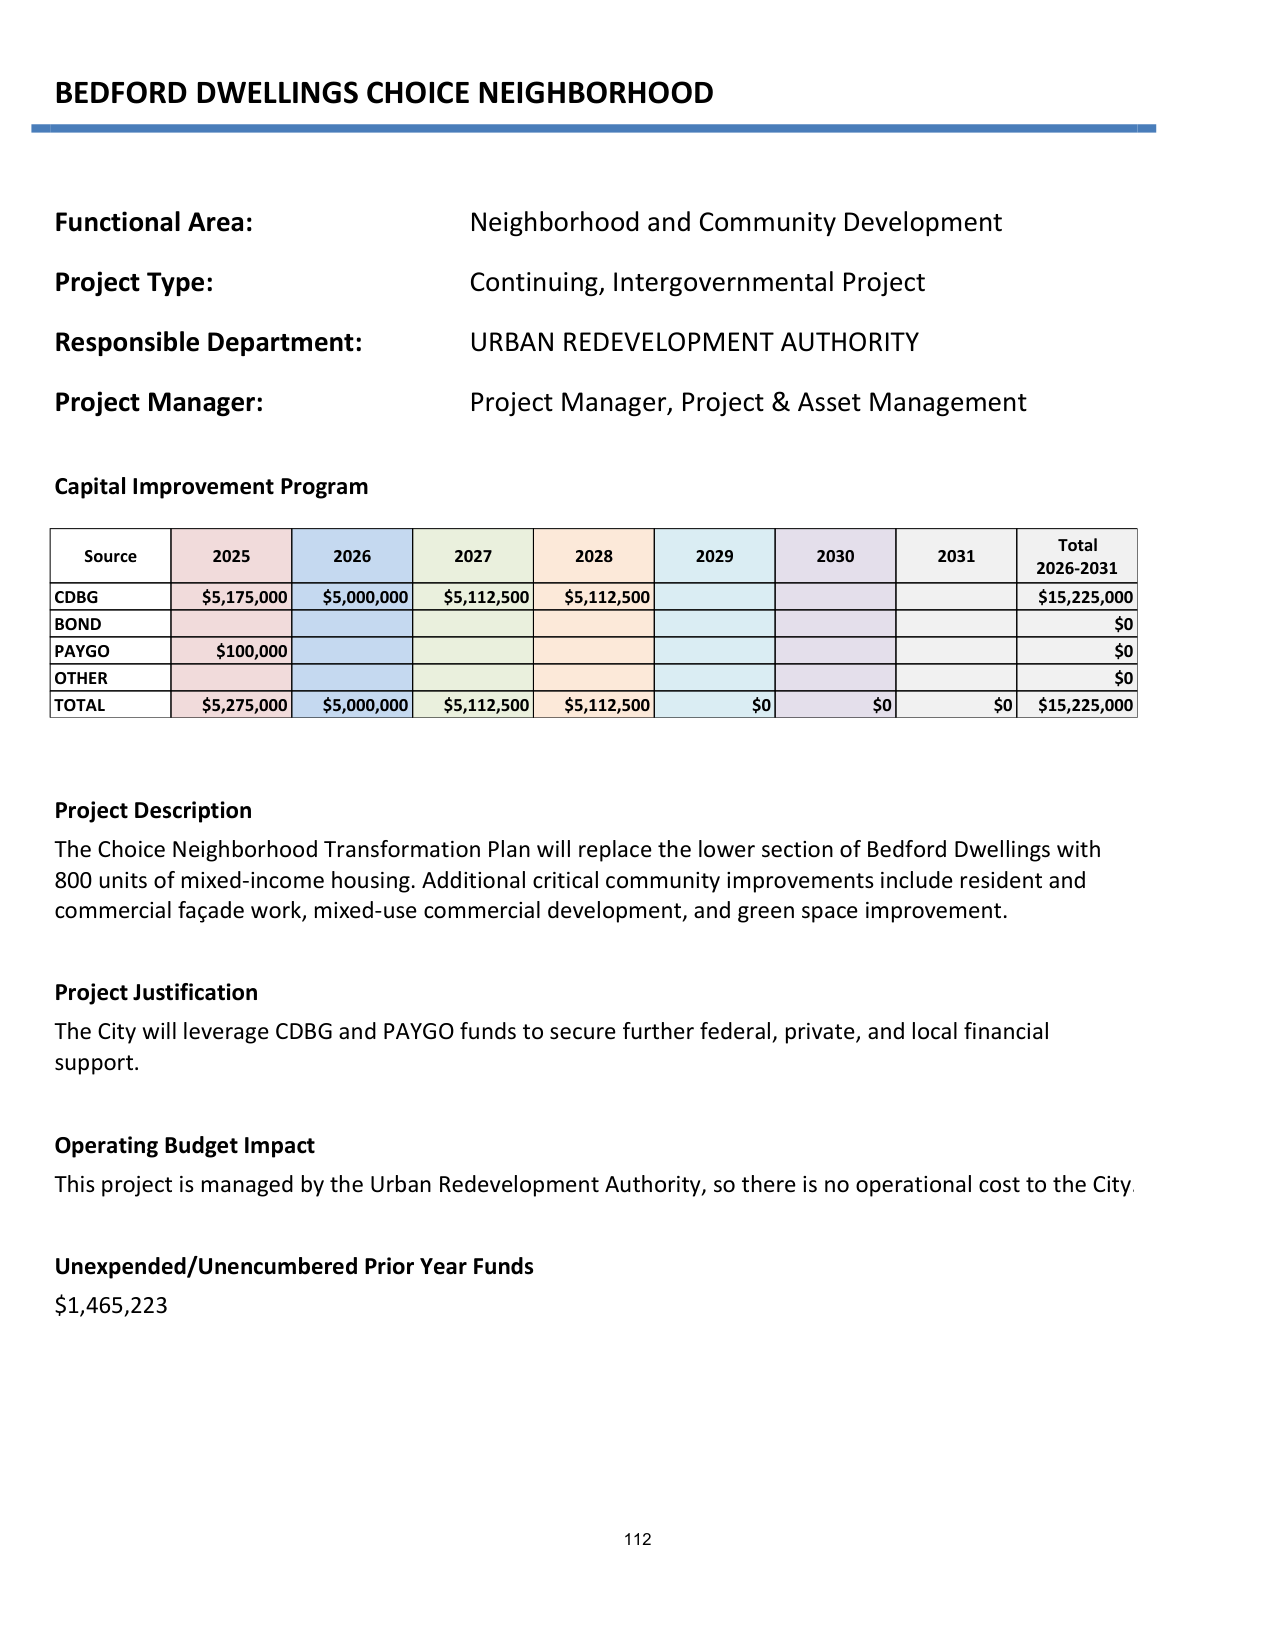 BEDFORD DWELLINGS CHOICE NEIGHBORHOOD
Functional Area: Neighborhood and Community Development
Project Type: Continuing, Intergovernmental Project
Responsible Department: URBAN REDEVELOPMENT AUTHORITY
Project Manager: Project Manager, Project & Asset Management
Capital Improvement Program
Source 2025 2026 2027 2028 2029 2030 2031 Total 2026-2031
CDBG $5,175,000 $5,000,000 $5,112,500 $5,112,500 $15,225,000
BOND $0
PAYGO $100,000 $0
OTHER $0
TOTAL $5,275,000 $5,000,000 $5,112,500 $5,112,500 $0 $0 $0 $15,225,000
Project Description
The Choice Neighborhood Transformation Plan will replace the lower section of Bedford Dwellings with
800 units of mixed-income housing. Additional critical community improvements include resident and
commercial façade work, mixed-use commercial development, and green space improvement.
Project Justification
The City will leverage CDBG and PAYGO funds to secure further federal, private, and local financial
support.
Operating Budget Impact
This project is managed by the Urban Redevelopment Authority, so there is no operational cost to the City.
Unexpended/Unencumbered Prior Year Funds
$1,465,223
112